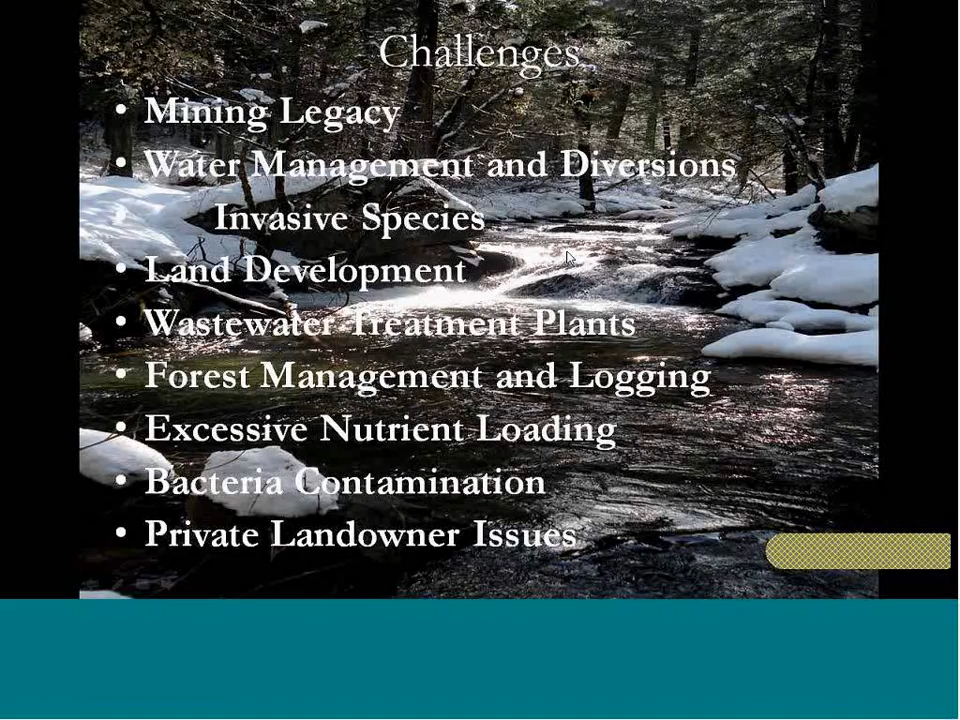 Challenges
• Mining Legacy
• Water Management and Diversions
• Invasive Species
• Land Development
• Wastewater Treatment Plants
• Forest Management and Logging
• Excessive Nutrient Loading
• Bacteria Contamination
• Private Landowner Issues